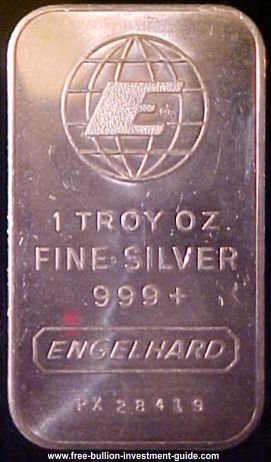 E
1 TROY OZ
FINE SILVER
999+
ENGELHARD
PX 28419
www.free-bullion-investment-guide.com